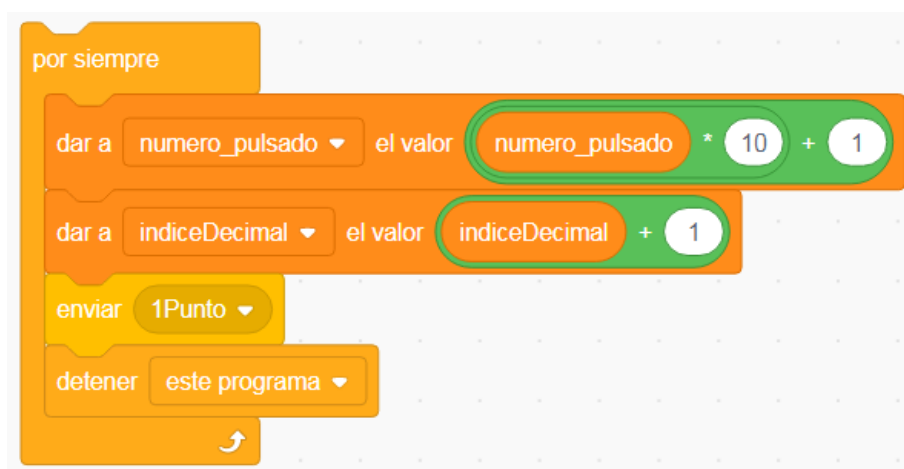 por siempre
dar a numero_pulsado el valor numero_pulsado * 10 + 1
dar a indiceDecimal el valor indiceDecimal + 1
enviar 1Punto
detener este programa